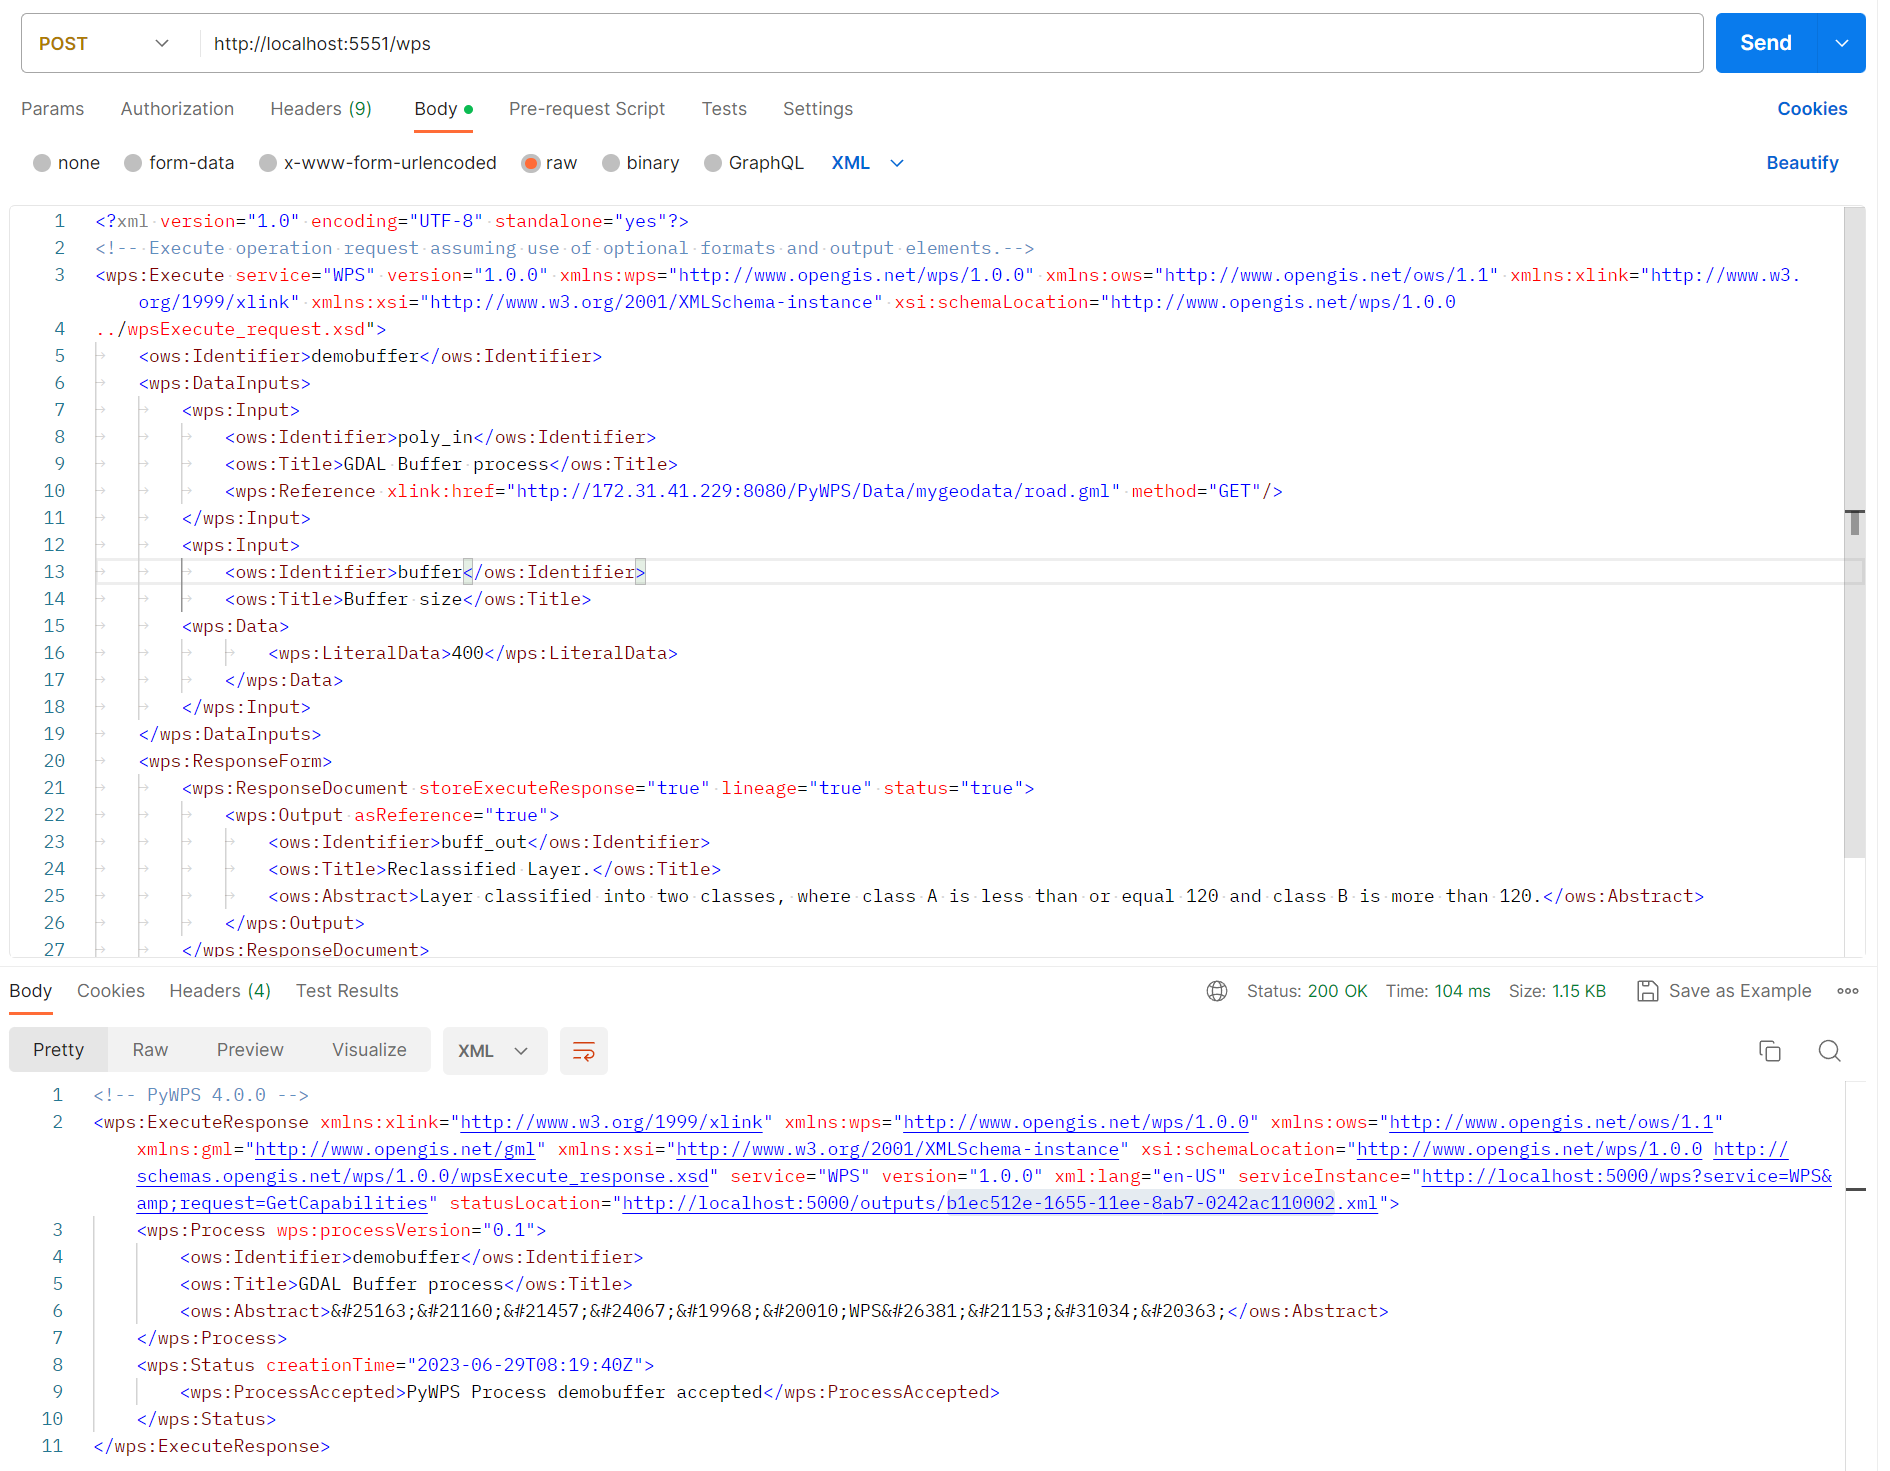 POST http://localhost:5551/wps Send
Params Authorization Headers (9) Body Pre-request Script Tests Settings Cookies
none form-data x-www-form-urlencoded raw binary GraphQL XML Beautify
1 <?xml version="1.0" encoding="UTF-8" standalone="yes"?>
2 <!-- Execute operation request assuming use of optional formats and output elements.-->
3 <wps:Execute service="WPS" version="1.0.0" xmlns:wps="http://www.opengis.net/wps/1.0.0" xmlns:ows="http://www.opengis.net/ows/1.1" xmlns:xlink="http://www.w3.
org/1999/xlink" xmlns:xsi="http://www.w3.org/2001/XMLSchema-instance" xsi:schemaLocation="http://www.opengis.net/wps/1.0.0
4 ../wpsExecute_request.xsd">
5 <ows:Identifier>demobuffer</ows:Identifier>
6 <wps:DataInputs>
7 <wps:Input>
8 <ows:Identifier>poly_in</ows:Identifier>
9 <ows:Title>GDAL Buffer process</ows:Title>
10 <wps:Reference xlink:href="http://172.31.41.229:8080/PyWPS/Data/mygeodata/road.gml" method="GET"/>
11 </wps:Input>
12 <wps:Input>
13 <ows:Identifier>buffer</ows:Identifier>
14 <ows:Title>Buffer size</ows:Title>
15 <wps:Data>
16 <wps:LiteralData>400</wps:LiteralData>
17 </wps:Data>
18 </wps:Input>
19 </wps:DataInputs>
20 <wps:ResponseForm>
21 <wps:ResponseDocument storeExecuteResponse="true" lineage="true" status="true">
22 <wps:Output asReference="true">
23 <ows:Identifier>buff_out</ows:Identifier>
24 <ows:Title>Reclassified Layer.</ows:Title>
25 <ows:Abstract>Layer classified into two classes, where class A is less than or equal 120 and class B is more than 120.</ows:Abstract>
26 </wps:Output>
27 </wps:ResponseDocument>
Body Cookies Headers (4) Test Results Status: 200 OK Time: 104 ms Size: 1.15 KB Save as Example
Pretty Raw Preview Visualize XML
1 <!-- PyWPS 4.0.0 -->
2 <wps:ExecuteResponse xmlns:xlink="http://www.w3.org/1999/xlink" xmlns:wps="http://www.opengis.net/wps/1.0.0" xmlns:ows="http://www.opengis.net/ows/1.1"
xmlns:gml="http://www.opengis.net/gml" xmlns:xsi="http://www.w3.org/2001/XMLSchema-instance" xsi:schemaLocation="http://www.opengis.net/wps/1.0.0 http://
schemas.opengis.net/wps/1.0.0/wpsExecute_response.xsd" service="WPS" version="1.0.0" xml:lang="en-US" serviceInstance="http://localhost:5000/wps?service=WPS&
amp;request=GetCapabilities" statusLocation="http://localhost:5000/outputs/b1ec512e-1655-11ee-8ab7-0242ac110002.xml">
3 <wps:Process wps:processVersion="0.1">
4 <ows:Identifier>demobuffer</ows:Identifier>
5 <ows:Title>GDAL Buffer process</ows:Title>
6 <ows:Abstract>&#25163;&#21160;&#21457;&#24067;&#19968;&#20010;WPS&#26381;&#21153;&#31034;&#20363;</ows:Abstract>
7 </wps:Process>
8 <wps:Status creationTime="2023-06-29T08:19:40Z">
9 <wps:ProcessAccepted>PyWPS Process demobuffer accepted</wps:ProcessAccepted>
10 </wps:Status>
11 </wps:ExecuteResponse>